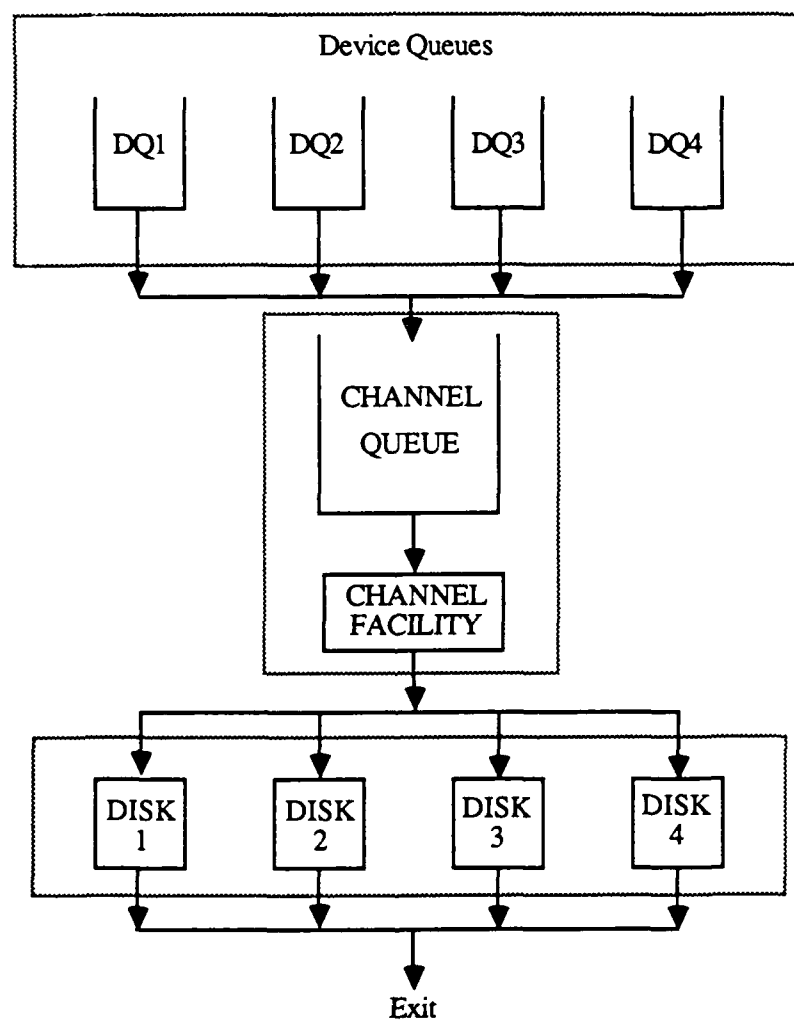 Device Queues
DQ1
DQ2
DQ3
DQ4
CHANNEL
QUEUE
CHANNEL
FACILITY
DISK
1
DISK
2
DISK
3
DISK
4
Exit